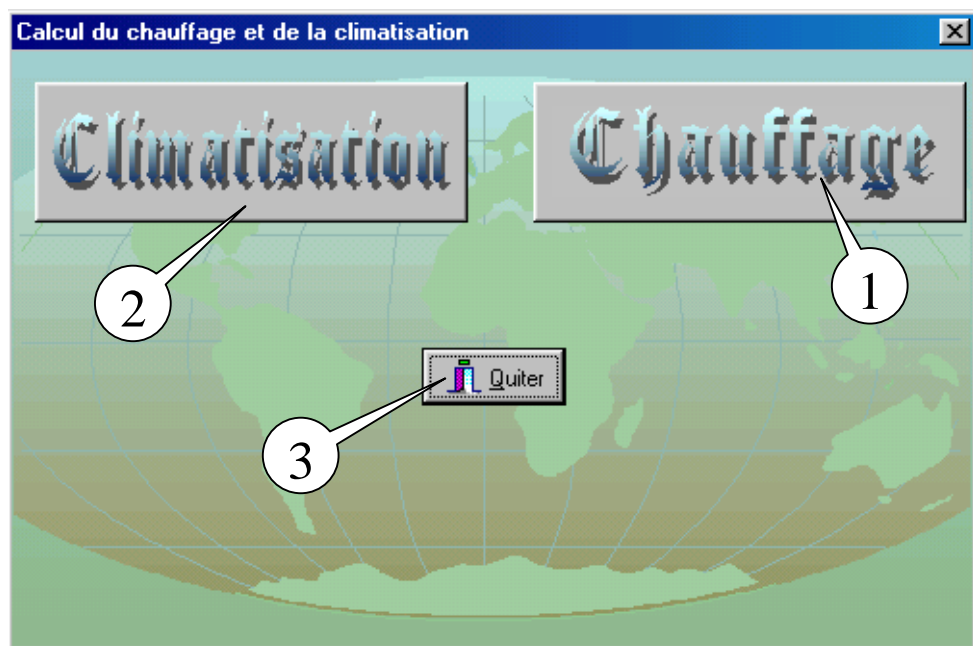 Calcul du chauffage et de la climatisation
Climatisation
Chauffage
2
1
Quiter
3